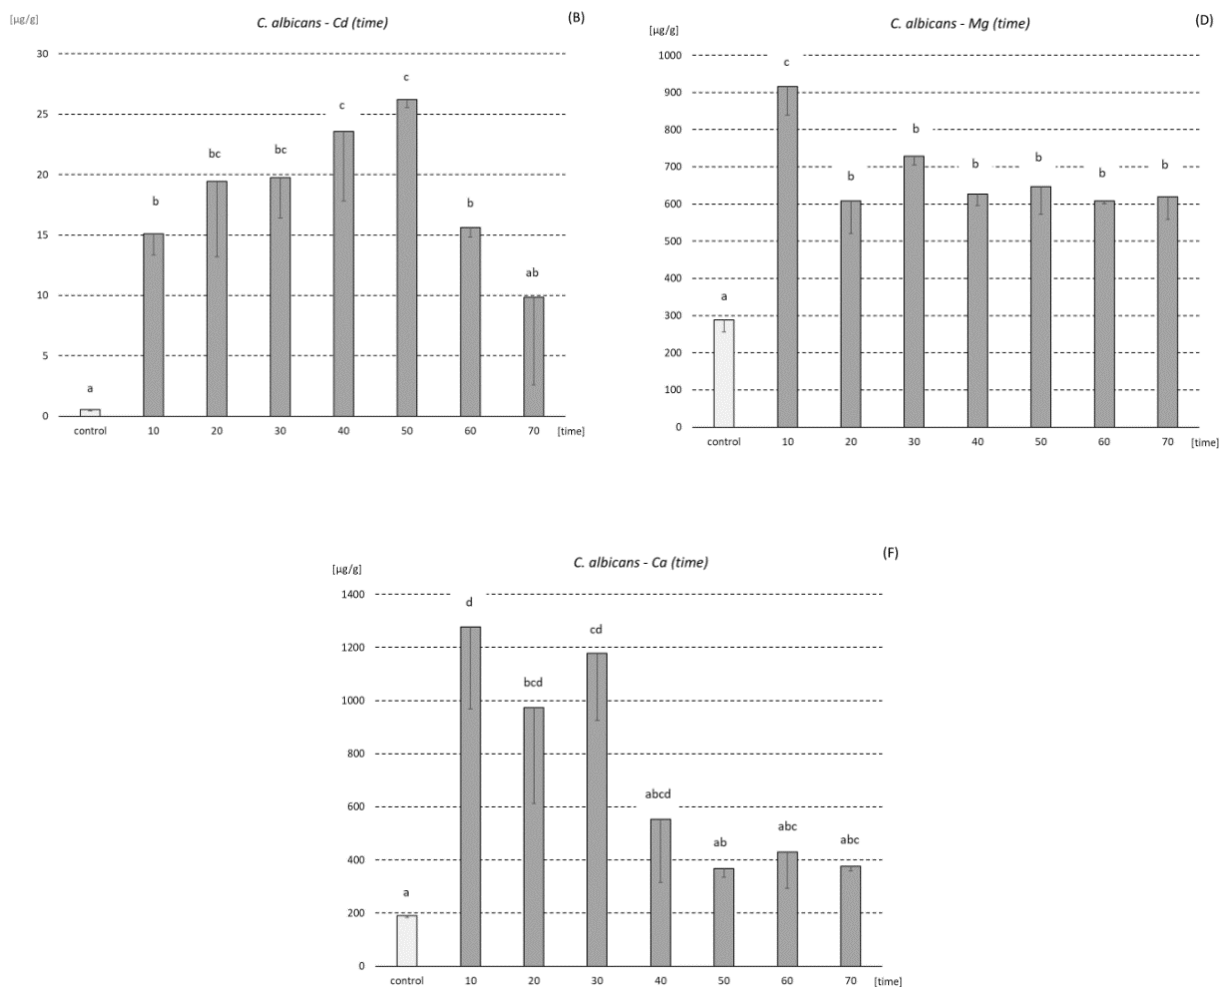 [µg/g]
C. albicans - Cd (time)
(B)
30
25
20
15
10
5
0
a
b
bc
bc
c
c
b
ab
control 10 20 30 40 50 60 70 [time]
[µg/g]
C. albicans - Mg (time)
(D)
1000
900
800
700
600
500
400
300
200
100
0
a
c
b
b
b
b
b
b
control 10 20 30 40 50 60 70 [time]
[µg/g]
C. albicans - Ca (time)
(F)
1400
1200
1000
800
600
400
200
0
a
d
bcd
cd
abcd
ab
abc
abc
control 10 20 30 40 50 60 70 [time]